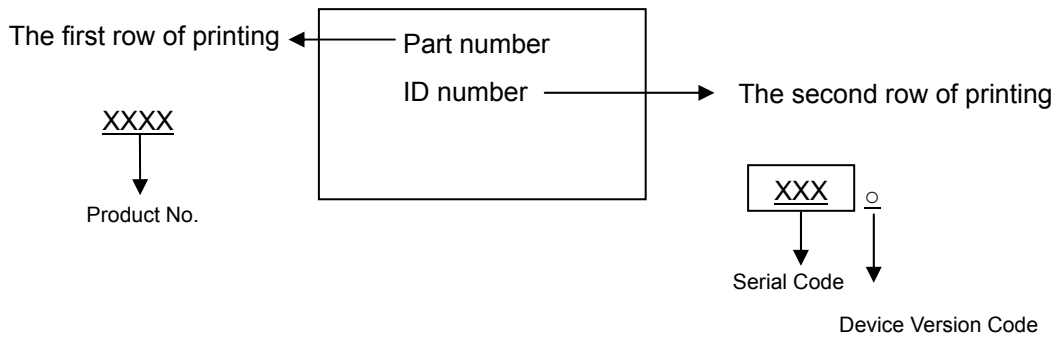 The first row of printing
Part number
ID number
The second row of printing
XXXX
Product No.
XXX
○
Serial Code
Device Version Code